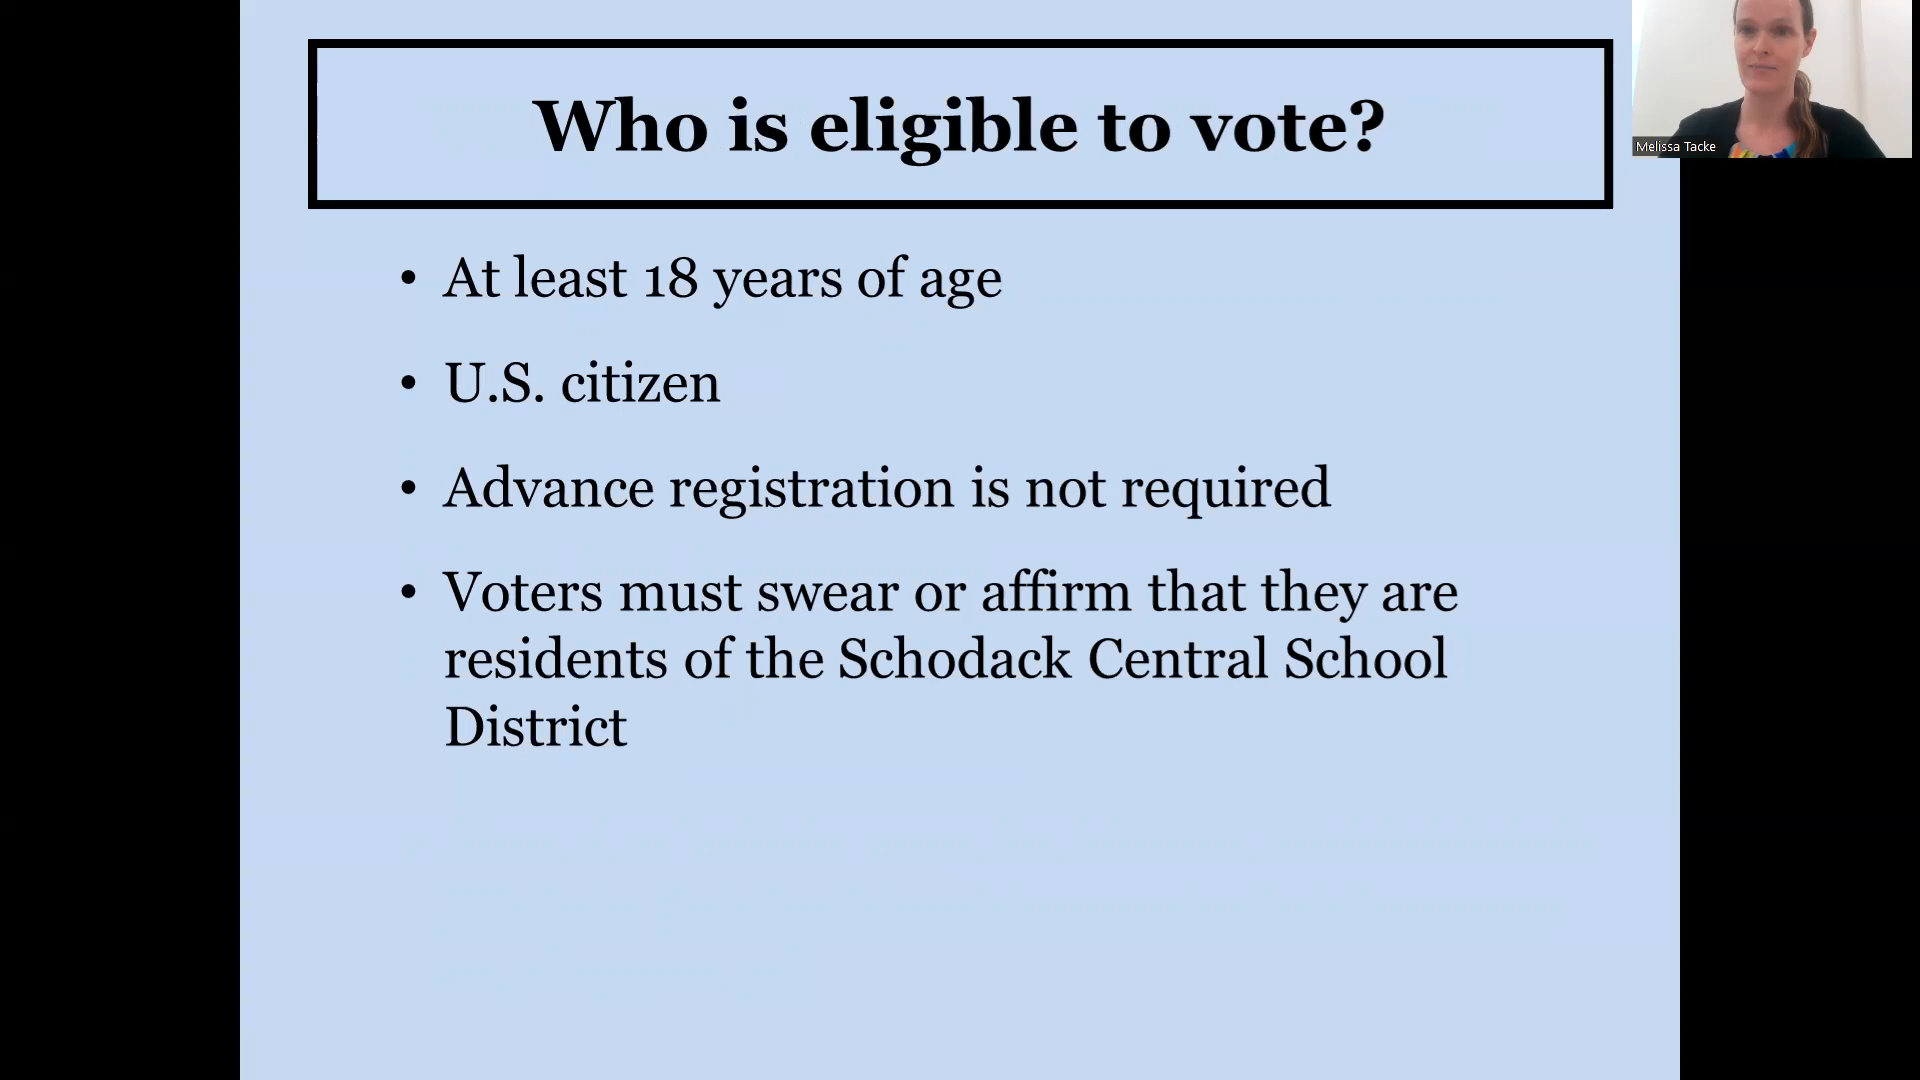 Who is eligible to vote?
Melissa Tacke
• At least 18 years of age
• U.S. citizen
• Advance registration is not required
• Voters must swear or affirm that they are
residents of the Schodack Central School
District